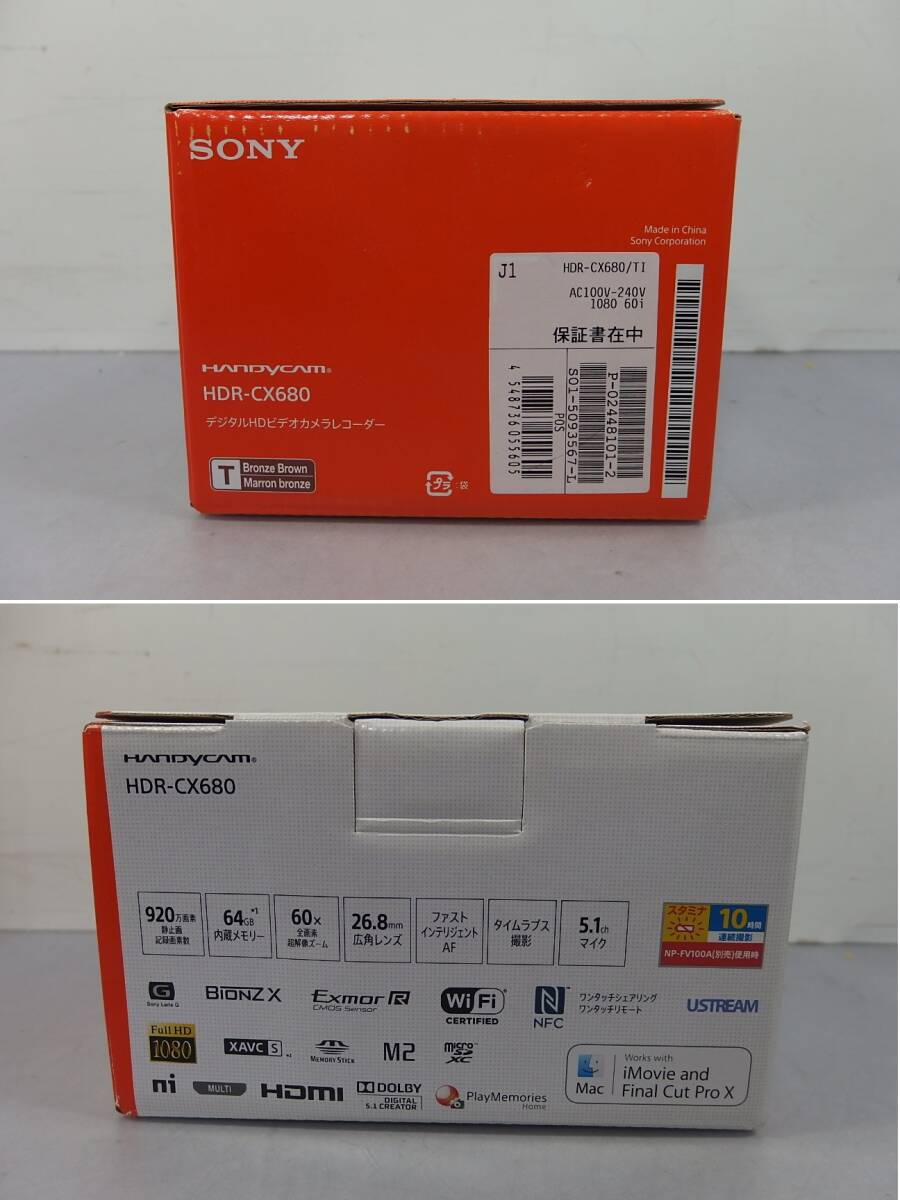 SONY
Made in China
Sony Corporation
J1
HDR-CX680/TI
AC100V-240V
1080 60i
保証書在中
4 548736 055605
POS
S01-5093567-L
P-02448101-2
HANDYCAM®
HDR-CX680
デジタルHDビデオカメラレコーダー
T
Bronze Brown
Marron bronze
プラ
:袋
HANDYCAM®
HDR-CX680
920万画素
静止画
記録画素数
64GB *1
内蔵メモリー
60×
全画素
超解像ズーム
26.8mm
広角レンズ
ファスト
インテリジェント
AF
タイムラプス
撮影
5.1ch
マイク
スタミナ
10時間
連続撮影
NP-FV100A(別売)使用時
G
Sony Lens G
BIONZ X
Exmor R
CMOS Sensor
Wi Fi
CERTIFIED
N
NFC
ワンタッチシェアリング
ワンタッチリモート
USTREAM
Full HD
1080
XAVC S
MEMORY STICK
M2
micro
SD
XC
Mac
Works with
iMovie and
Final Cut Pro X
ni
MULTI
HDMI
DOLBY
DIGITAL
5.1 CREATOR
PlayMemories
Home